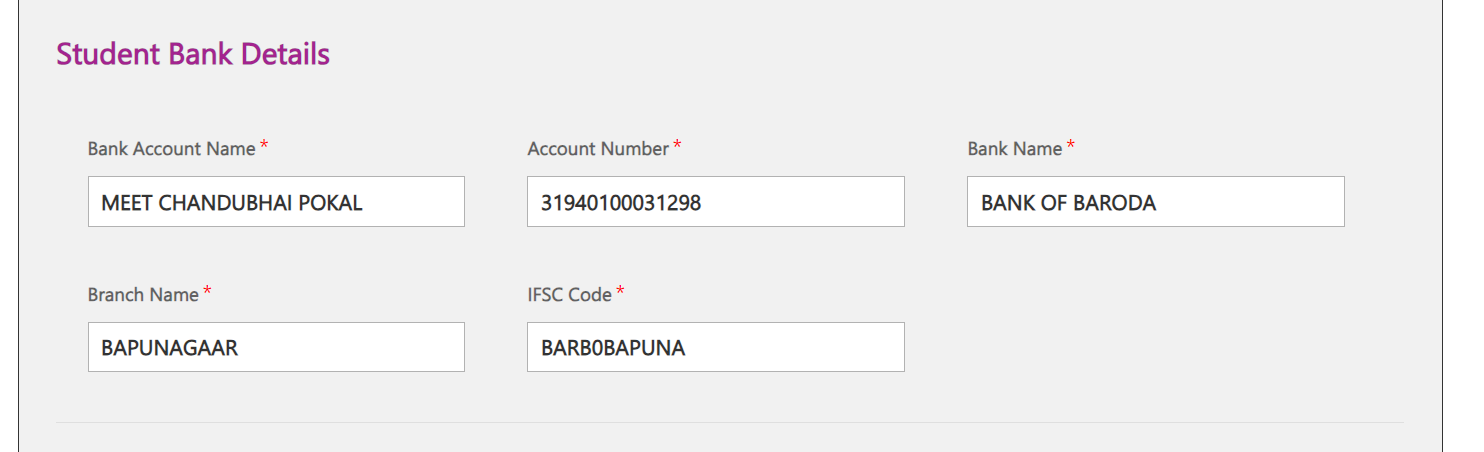 Student Bank Details
Bank Account Name * Account Number * Bank Name *
MEET CHANDUBHAI POKAL 31940100031298 BANK OF BARODA
Branch Name * IFSC Code *
BAPUNAGAAR BARB0BAPUNA